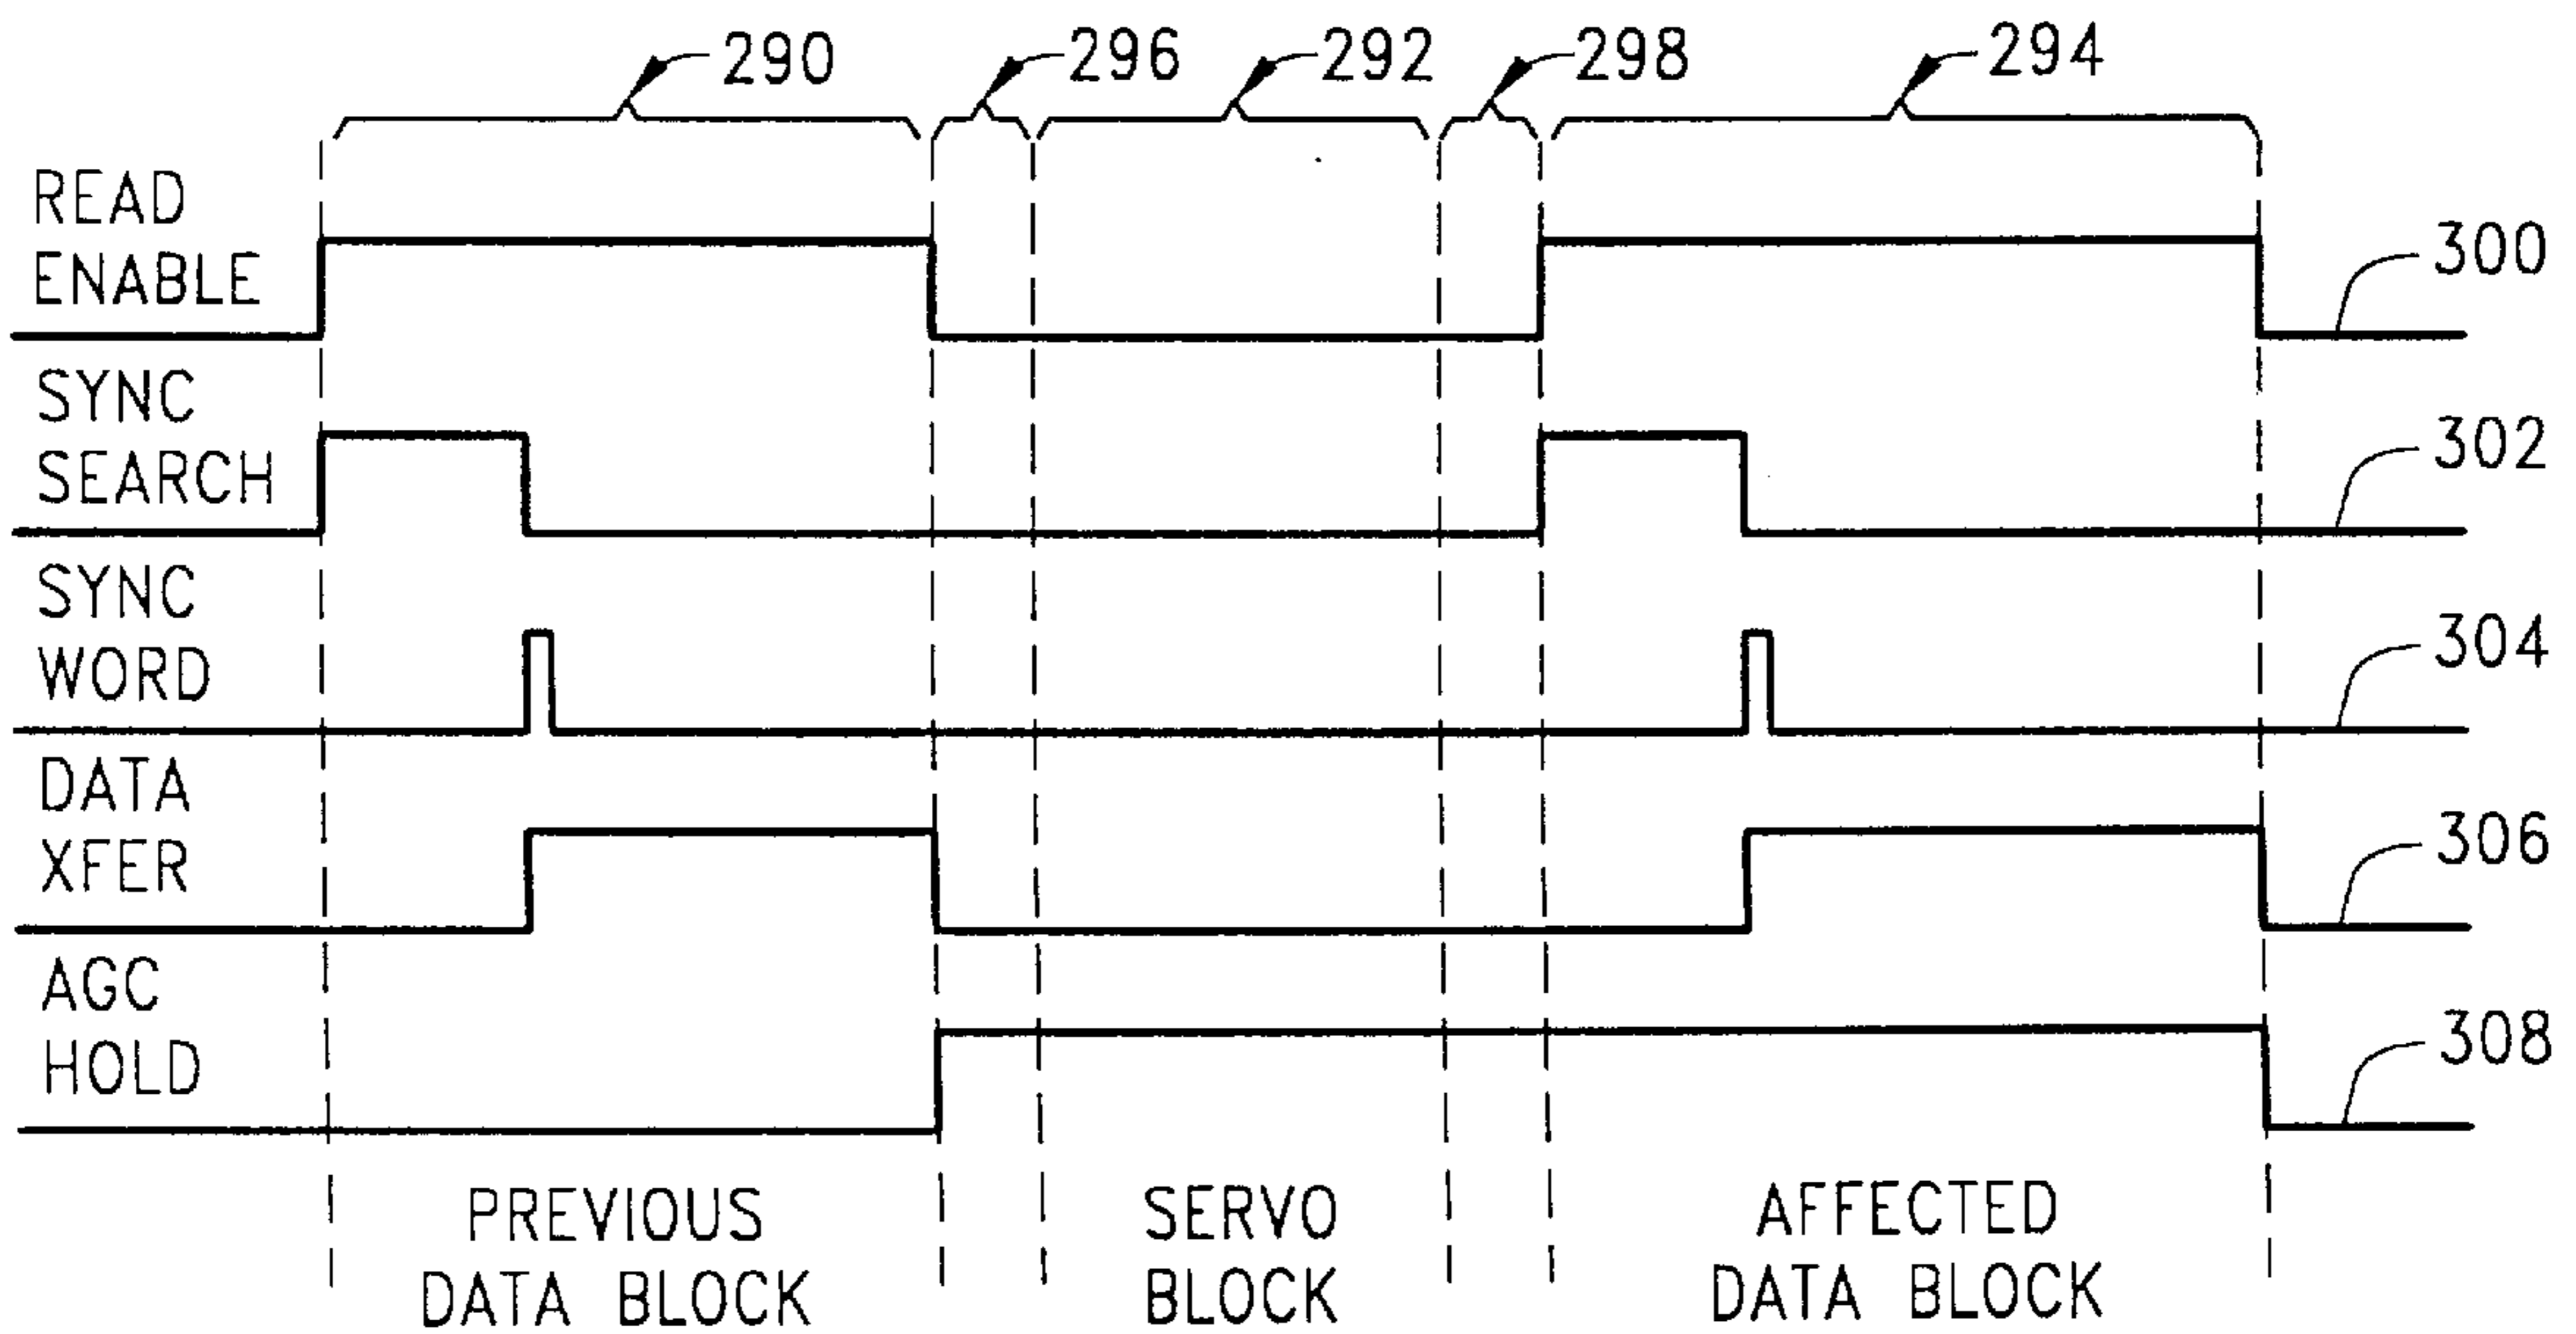 290
296
292
298
294
READ
ENABLE
300
SYNC
SEARCH
302
SYNC
WORD
304
DATA
XFER
306
AGC
HOLD
308
PREVIOUS
DATA BLOCK
SERVO
BLOCK
AFFECTED
DATA BLOCK